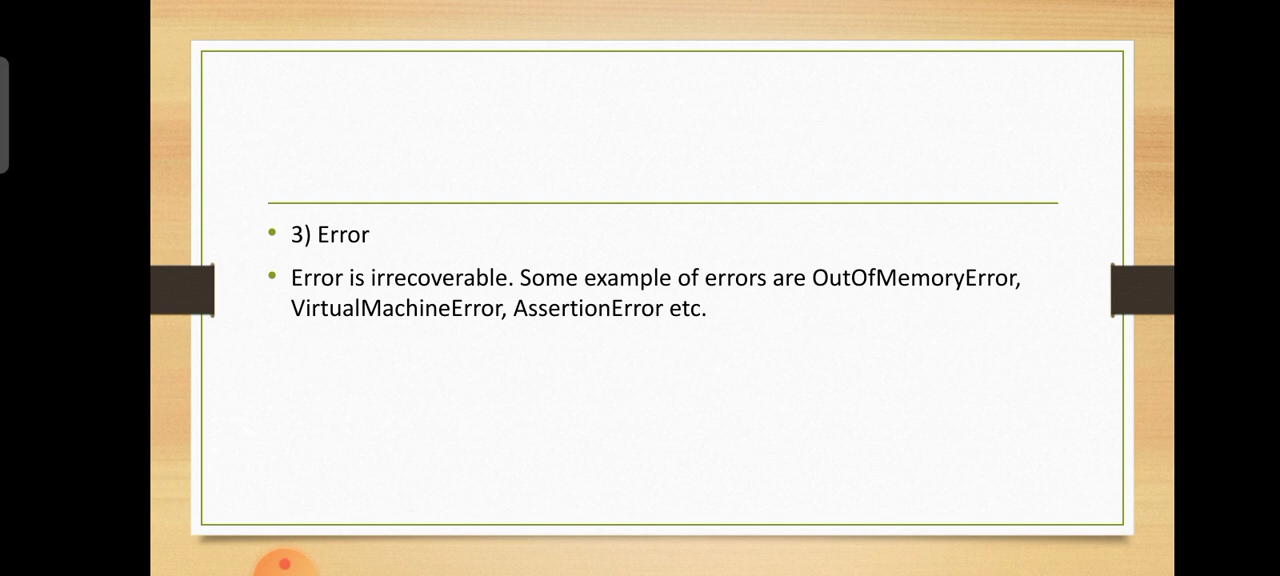 3) Error
Error is irrecoverable. Some example of errors are OutOfMemoryError,
VirtualMachineError, AssertionError etc.